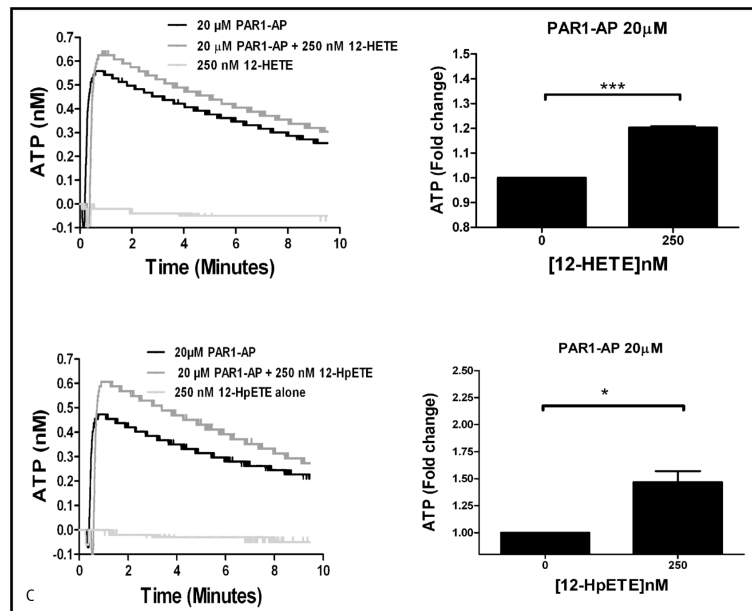 20 µM PAR1-AP
20 µM PAR1-AP + 250 nM 12-HETE
250 nM 12-HETE
0.7
0.6
0.5
0.4
0.3
0.2
0.1
0.0
-0.1
ATP (nM)
0 2 4 6 8 10
Time (Minutes)
PAR1-AP 20µM
***
1.5
1.4
1.3
1.2
1.1
1.0
0.9
0.8
ATP (Fold change)
0 250
[12-HETE]nM
20µM PAR1-AP
20 µM PAR1-AP + 250 nM 12-HpETE
250 nM 12-HpETE alone
0.7
0.6
0.5
0.4
0.3
0.2
0.1
0.0
-0.1
ATP (nM)
0 2 4 6 8 10
Time (Minutes)
PAR1-AP 20µM
*
2.50
2.25
2.00
1.75
1.50
1.25
1.00
ATP (Fold change)
0 250
[12-HpETE]nM
C